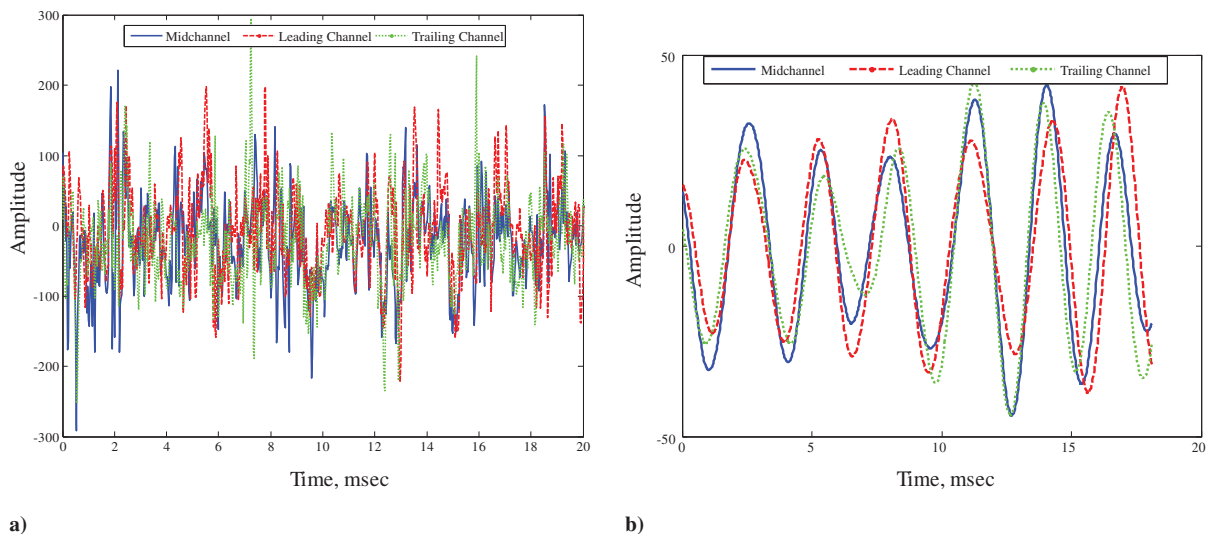 300
200
100
0
-100
-200
-300
Amplitude
Midchannel Leading Channel Trailing Channel
0 2 4 6 8 10 12 14 16 18 20
Time, msec
a)
50
0
-50
Amplitude
Midchannel Leading Channel Trailing Channel
0 5 10 15 20
Time, msec
b)